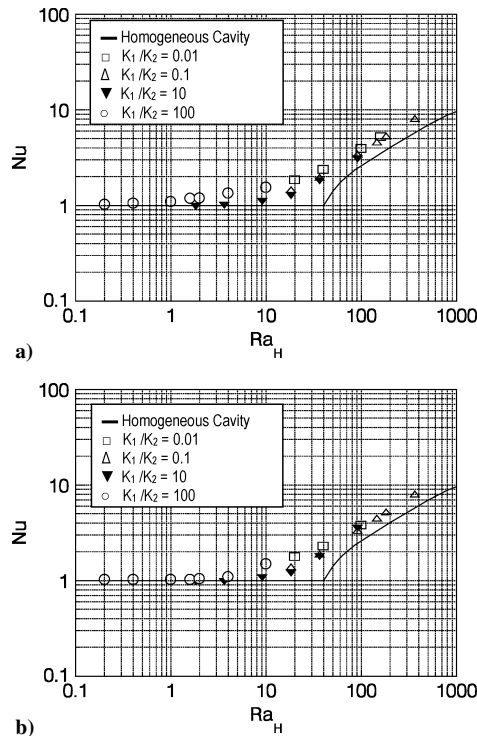 100
10
1
0.1
Nu
Homogeneous Cavity
K₁ /K₂ = 0.01
K₁ /K₂ = 0.1
K₁ /K₂ = 10
K₁ /K₂ = 100
0.1 1 10 100 1000
Ra_H
a)
100
10
1
0.1
Nu
Homogeneous Cavity
K₁ /K₂ = 0.01
K₁ /K₂ = 0.1
K₁ /K₂ = 10
K₁ /K₂ = 100
0.1 1 10 100 1000
Ra_H
b)